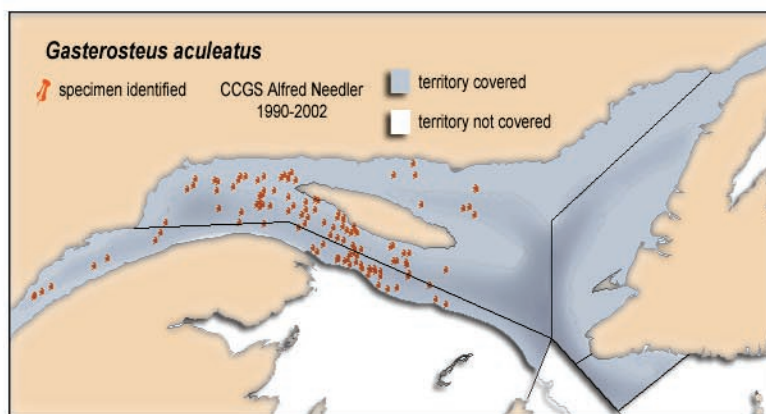 Gasterosteus aculeatus
specimen identified
CCGS Alfred Needler
1990-2002
territory covered
territory not covered